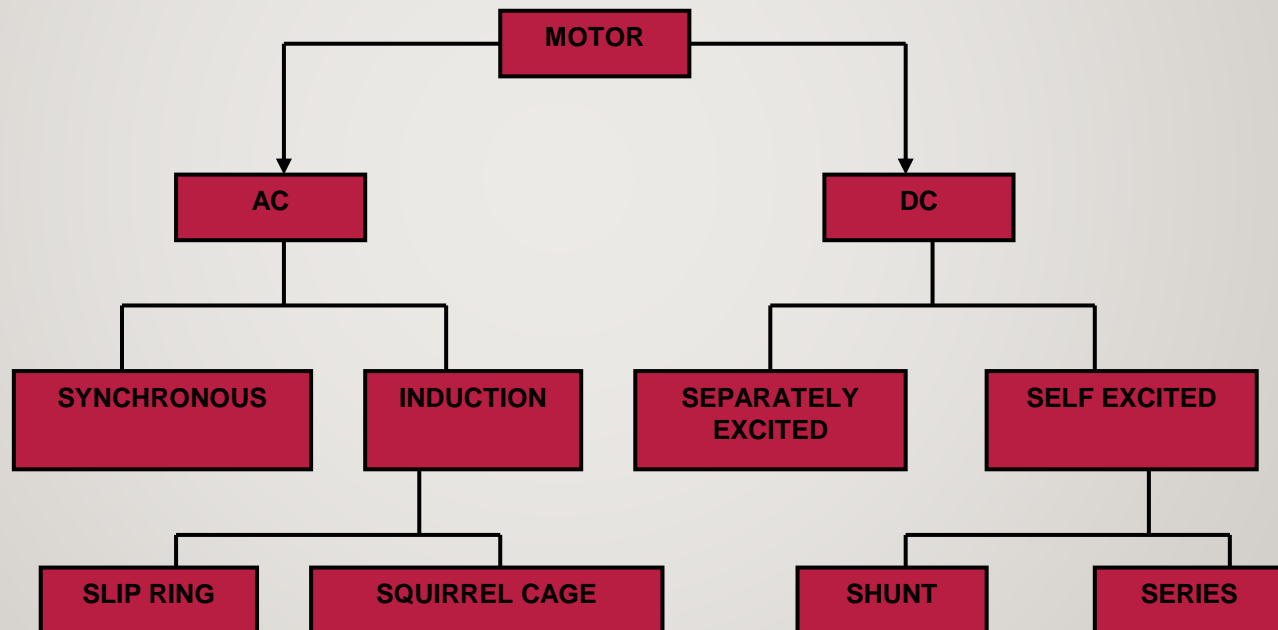 MOTOR
AC
DC
SYNCHRONOUS
INDUCTION
SEPARATELY
EXCITED
SELF EXCITED
SLIP RING
SQUIRREL CAGE
SHUNT
SERIES